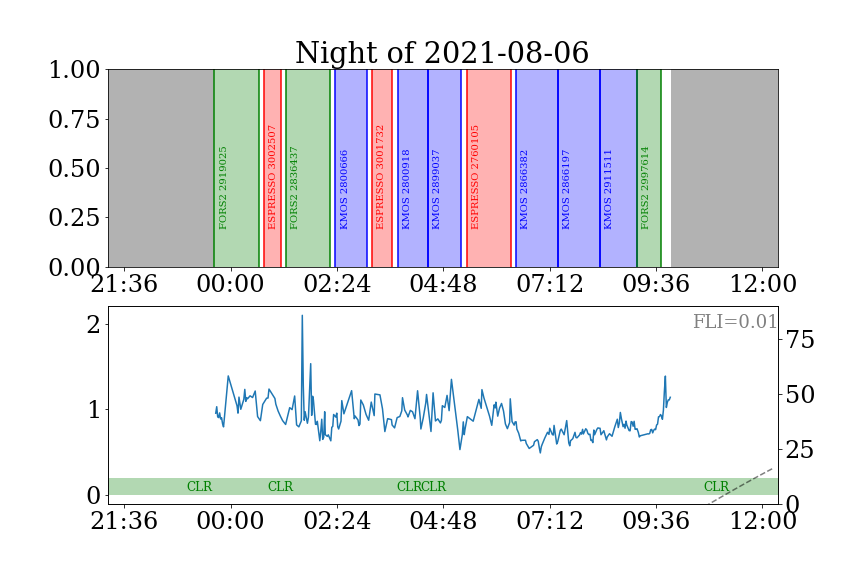 Night of 2021-08-06
1.00
0.75
0.50
0.25
0.00
FORS2 2919025
ESPRESSO 3002507
FORS2 2836437
KMOS 2800666
ESPRESSO 3001732
KMOS 2800918
KMOS 2899037
ESPRESSO 2760105
KMOS 2866382
KMOS 2866197
KMOS 2911511
FORS2 2997614
21:36 00:00 02:24 04:48 07:12 09:36 12:00
FLI=0.01
2
1
0
75
50
25
0
CLR CLR CLR CLR CLR
21:36 00:00 02:24 04:48 07:12 09:36 12:00